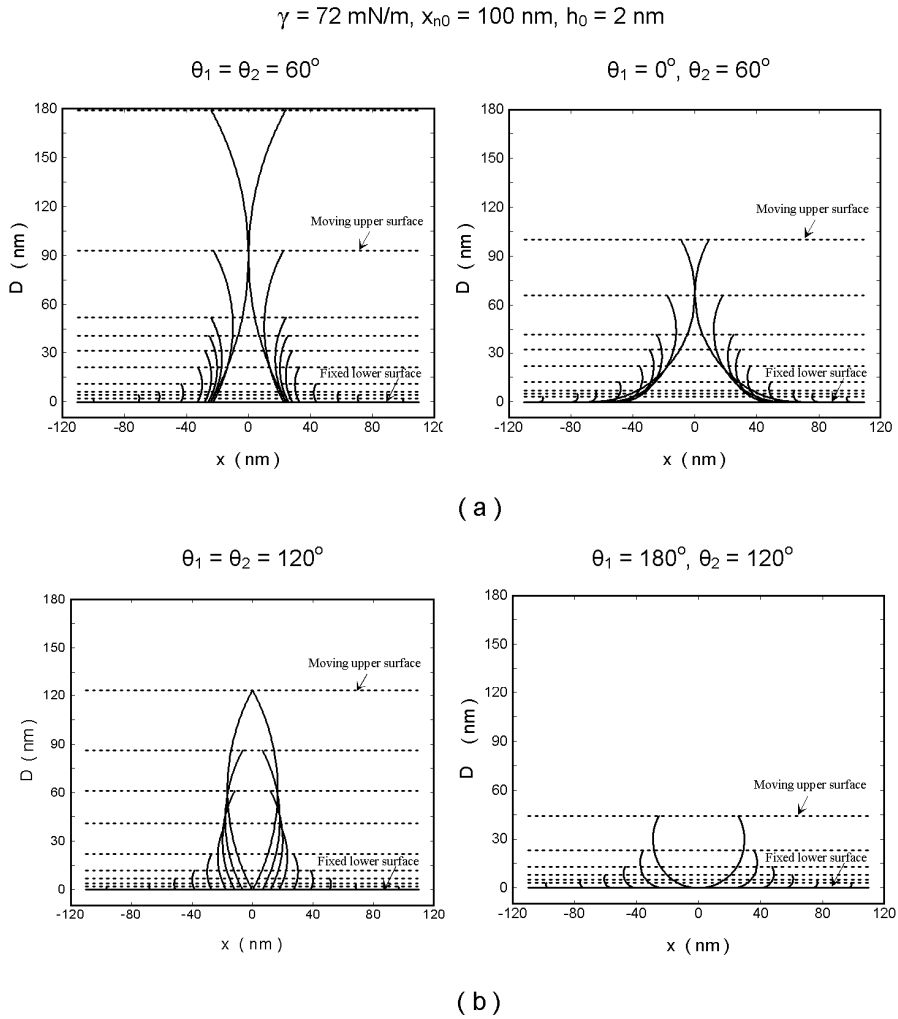 γ = 72 mN/m, xn0 = 100 nm, h0 = 2 nm
θ1 = θ2 = 60°
θ1 = 0°, θ2 = 60°
180
150
120
90
60
30
0
D (nm)
Moving upper surface
Fixed lower surface
-120 -80 -40 0 40 80 120
x (nm)
180
150
120
90
60
30
0
D (nm)
Moving upper surface
Fixed lower surface
-120 -80 -40 0 40 80 120
x (nm)
(a)
θ1 = θ2 = 120°
θ1 = 180°, θ2 = 120°
180
150
120
90
60
30
0
D (nm)
Moving upper surface
Fixed lower surface
-120 -80 -40 0 40 80 120
x (nm)
180
150
120
90
60
30
0
D (nm)
Moving upper surface
Fixed lower surface
-120 -80 -40 0 40 80 120
x (nm)
(b)